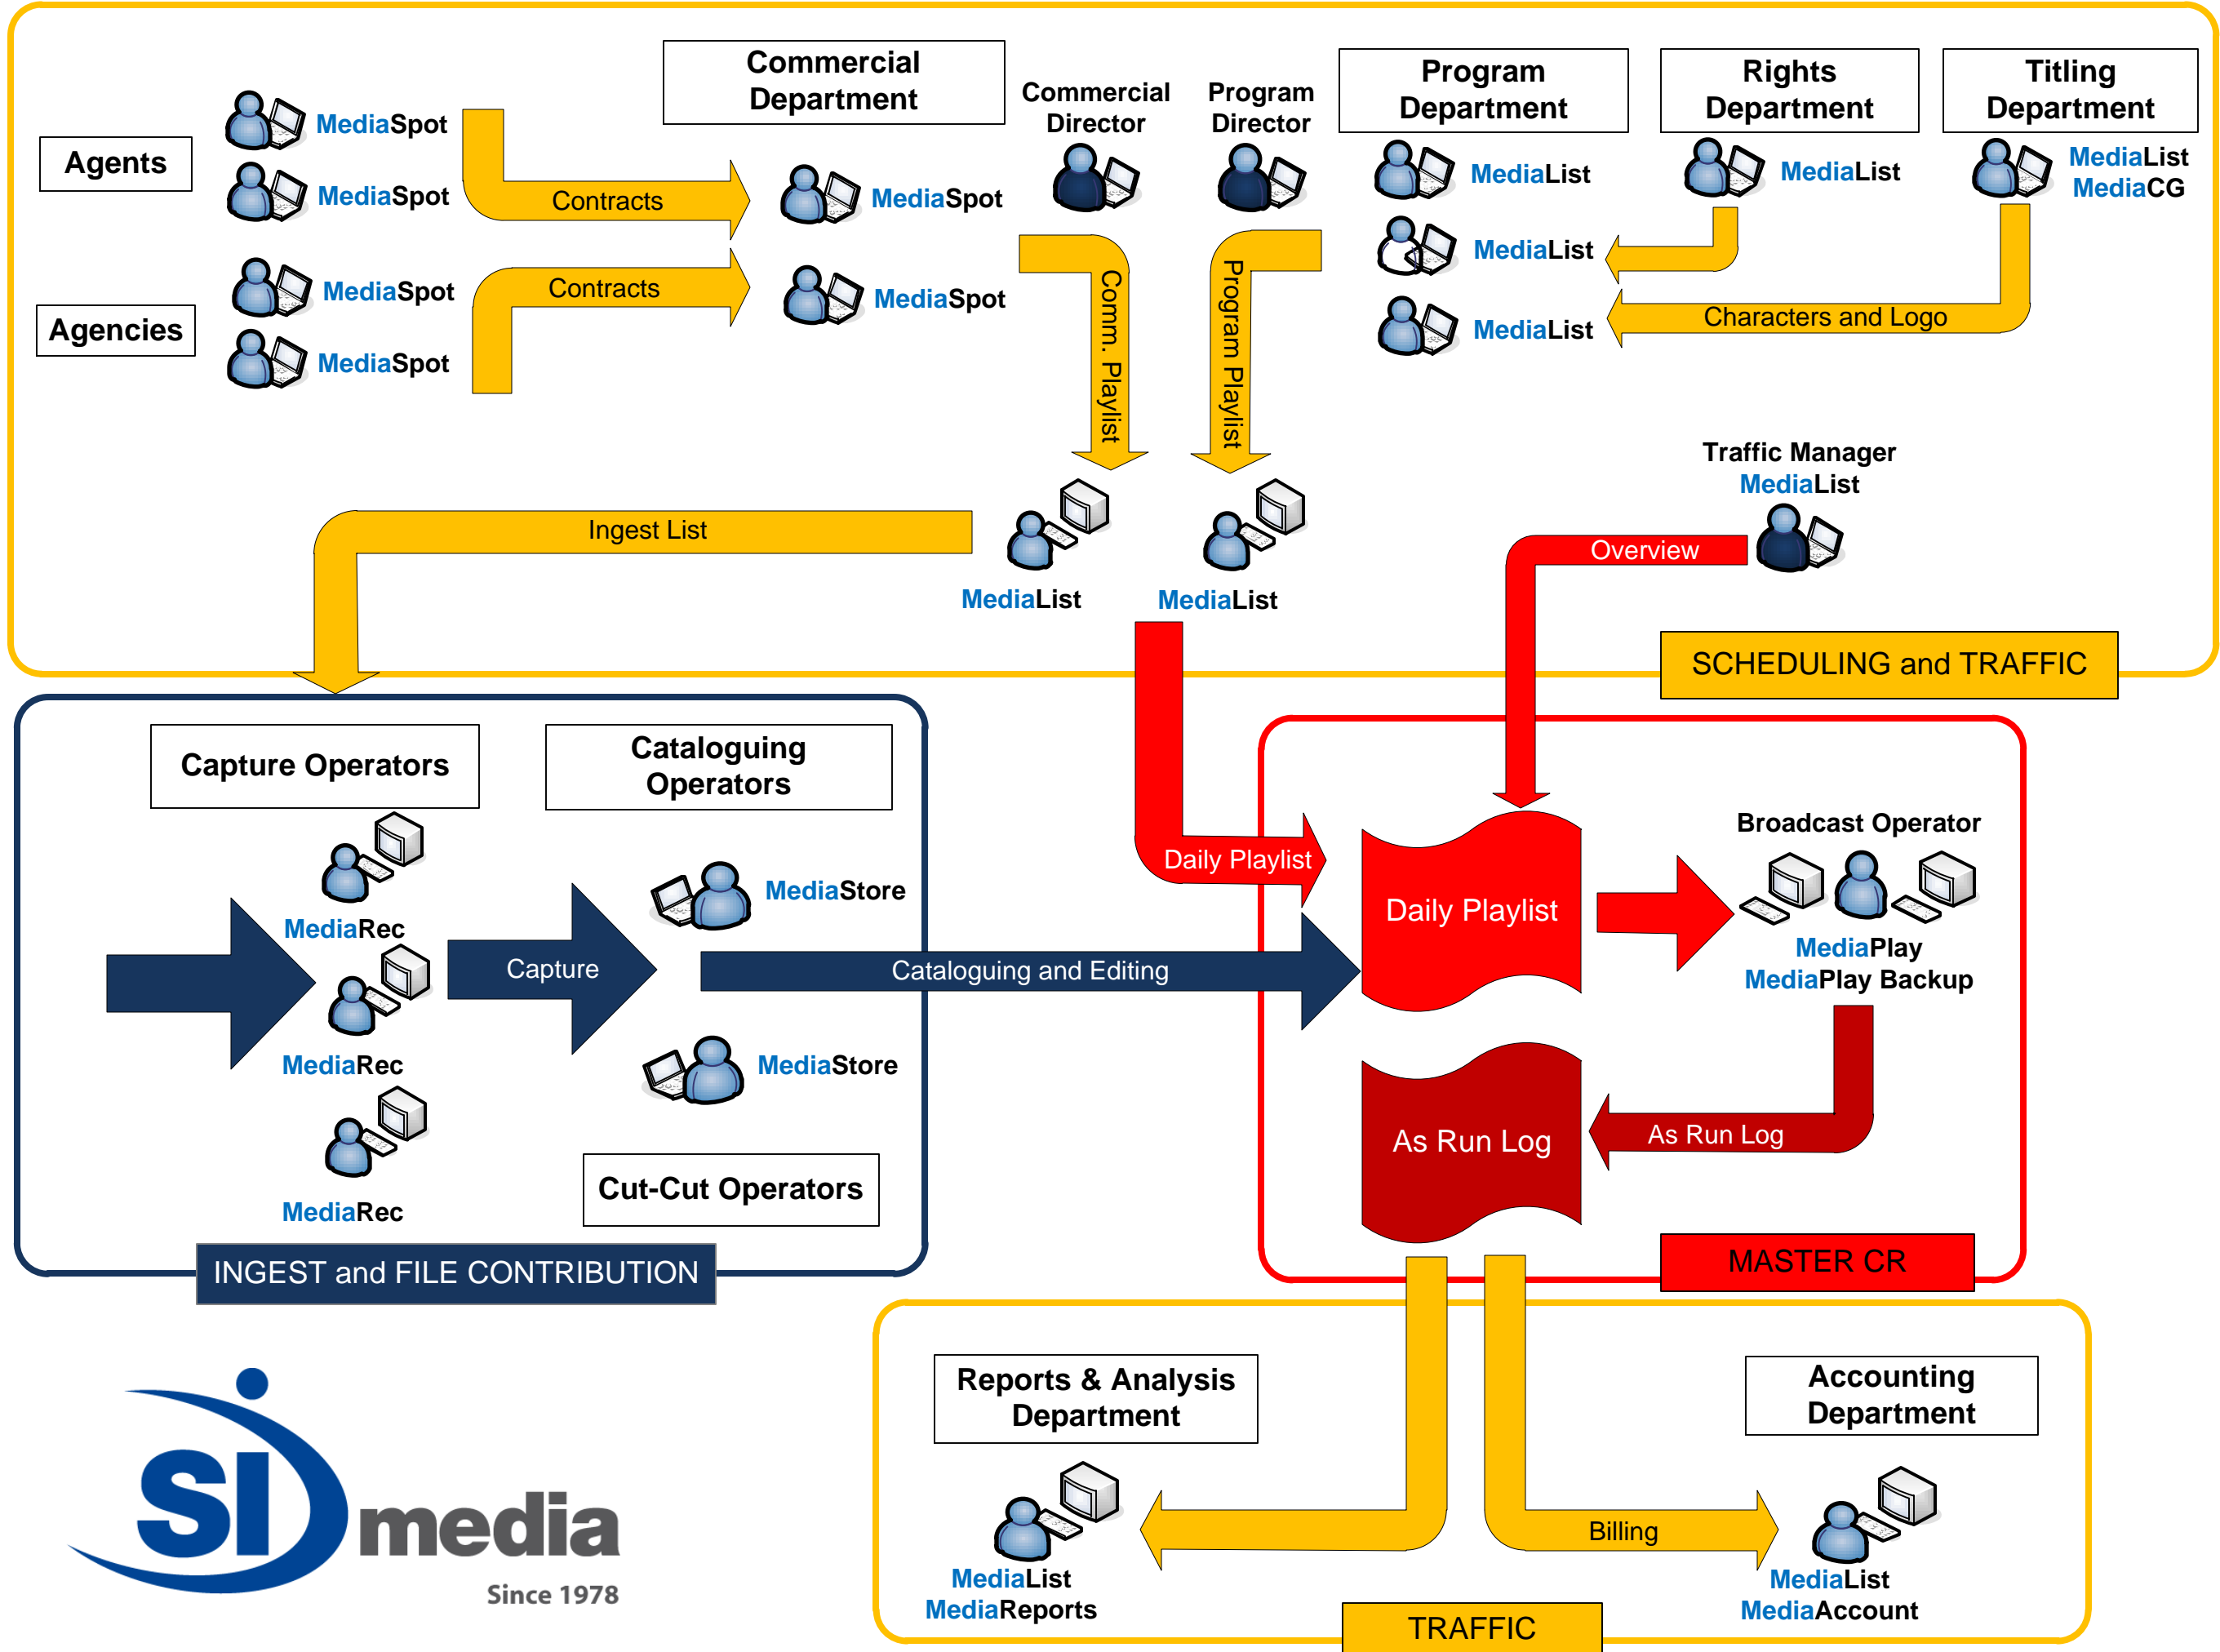 Commercial
Department
Commercial
Director
Program
Director
Program
Department
Rights
Department
Titling
Department
Agents
MediaSpot
MediaSpot
Contracts
MediaSpot
MediaList
MediaList
MediaList
MediaCG
Agencies
MediaSpot
MediaSpot
Contracts
MediaSpot
MediaList
MediaList
Characters and Logo
Comm. Playlist
Program Playlist
Traffic Manager
MediaList
Ingest List
Overview
MediaList
MediaList
SCHEDULING and TRAFFIC
Capture Operators
Cataloguing
Operators
MediaRec
MediaStore
Capture
MediaRec
MediaStore
MediaRec
Cut-Cut Operators
INGEST and FILE CONTRIBUTION
Cataloguing and Editing
Daily Playlist
Daily Playlist
Broadcast Operator
MediaPlay
MediaPlay Backup
As Run Log
As Run Log
MASTER CR
Reports & Analysis
Department
Accounting
Department
Billing
MediaList
MediaReports
MediaList
MediaAccount
TRAFFIC
SI media
Since 1978